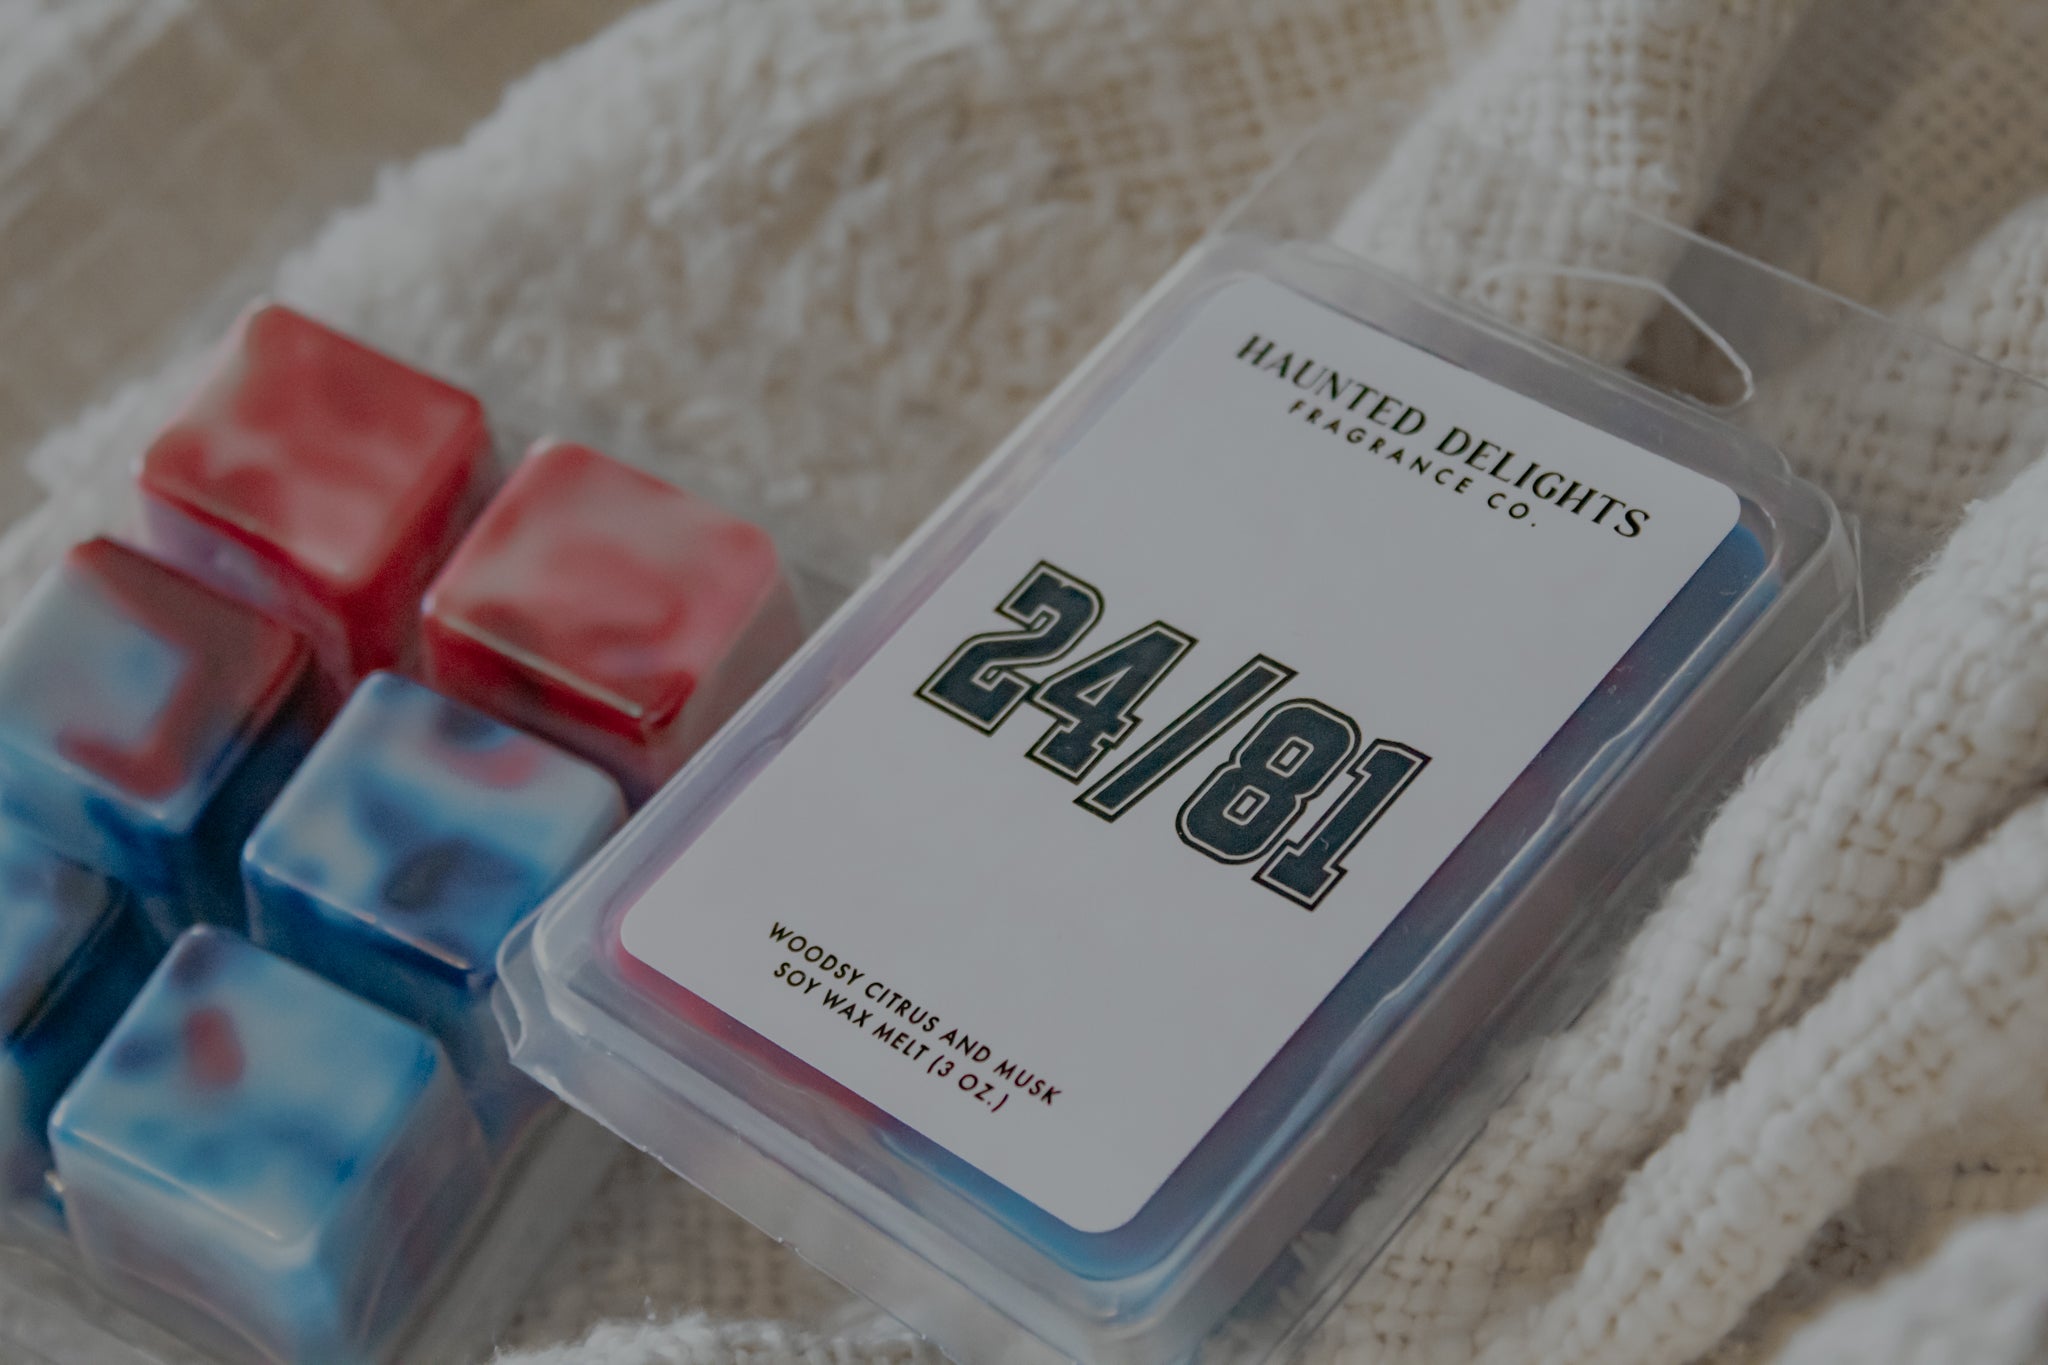 HAUNTED DELIGHTS
FRAGRANCE CO.
24/81
WOODSY CITRUS AND MUSK
SOY WAX MELT (3 OZ.)